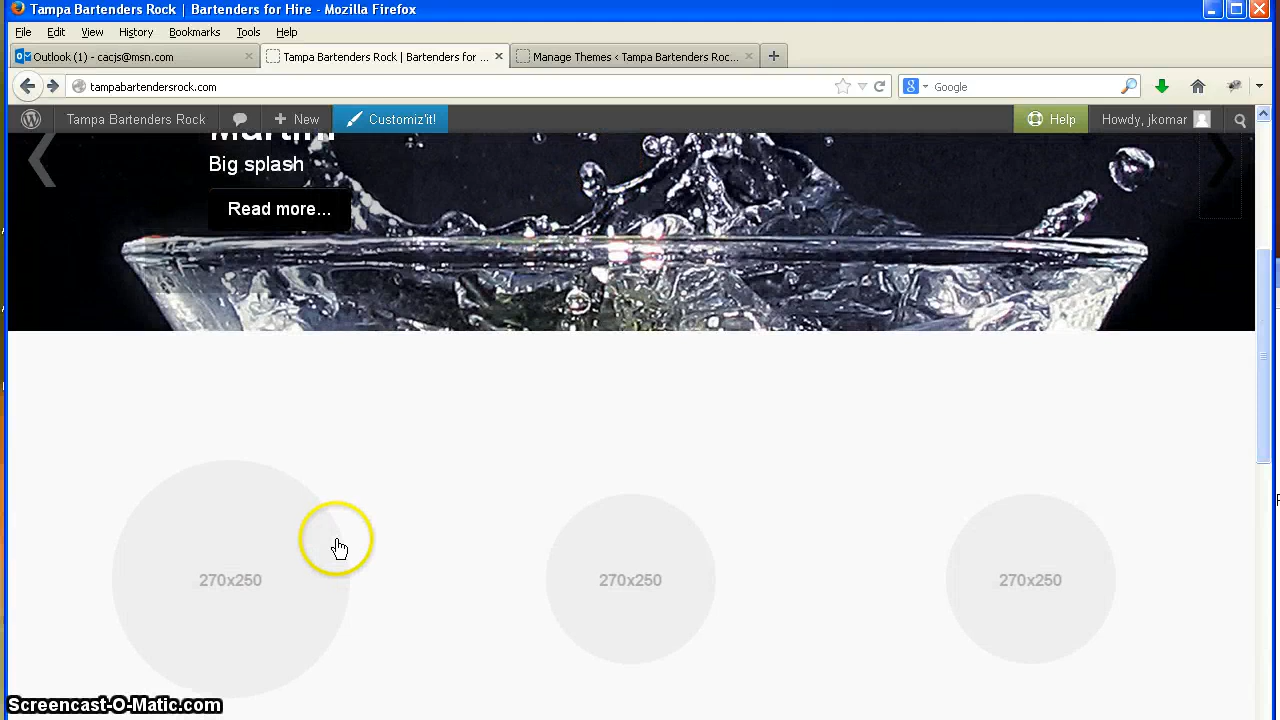 Tampa Bartenders Rock | Bartenders for Hire - Mozilla Firefox
File Edit View History Bookmarks Tools Help
Outlook (1) - cacjs@msn.com
Tampa Bartenders Rock | Bartenders for ...
Manage Themes ‹ Tampa Bartenders Roc...
tampabartendersrock.com
Google
Tampa Bartenders Rock
New
Customiz'it!
Help
Howdy, jkomar
Martini
Big splash
Read more...
270x250
270x250
270x250
Screencast-O-Matic.com